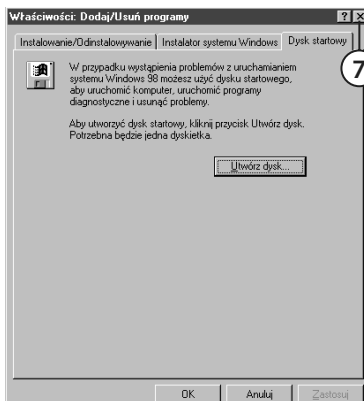 Właściwości: Dodaj/Usuń programy
Instalowanie/Odinstalowywanie Instalator systemu Windows Dysk startowy
7
W przypadku wystąpienia problemów z uruchamianiem
systemu Windows 98 możesz użyć dysku startowego,
aby uruchomić komputer, uruchomić programy
diagnostyczne i usunąć problemy.
Aby utworzyć dysk startowy, kliknij przycisk Utwórz dysk.
Potrzebna będzie jedna dyskietka.
Utwórz dysk...
OK Anuluj Zastosuj